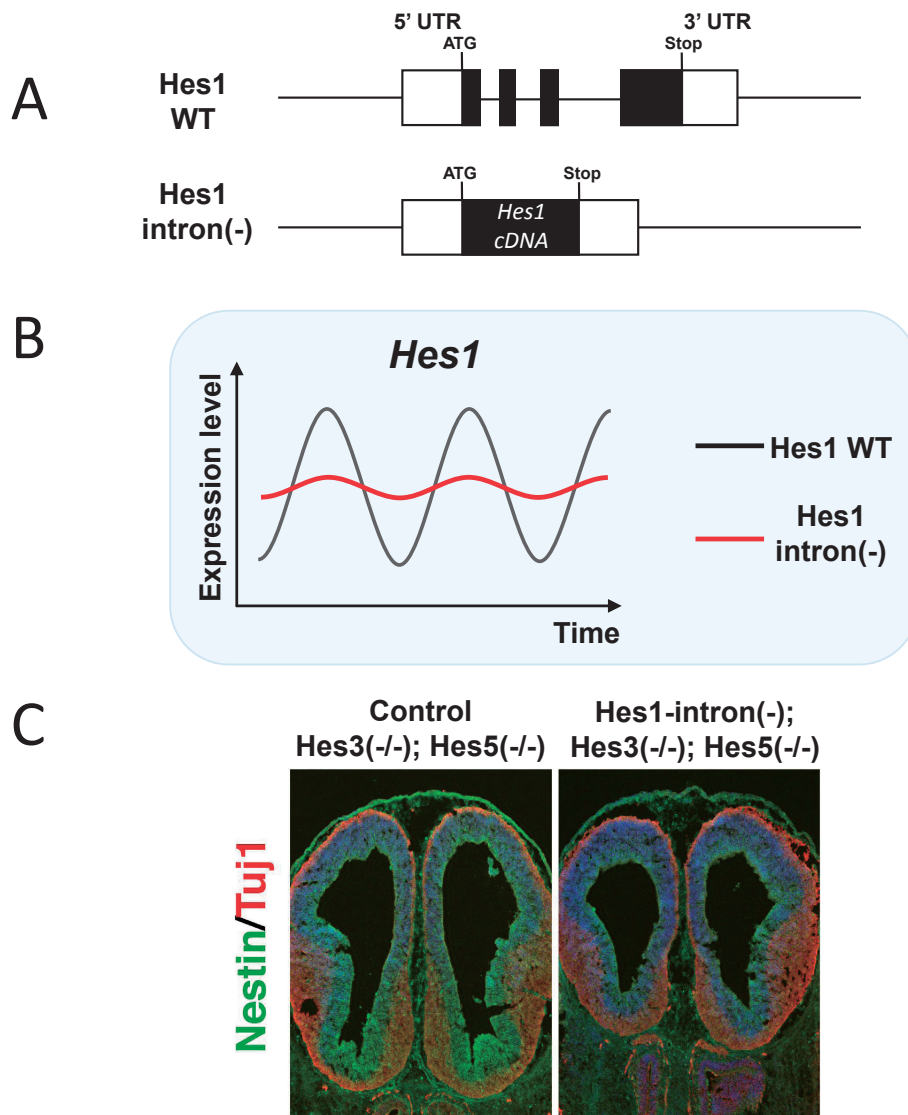 A
5’ UTR
3’ UTR
ATG
Stop
Hes1
WT
ATG
Stop
Hes1
intron(-)
Hes1
cDNA
B
Hes1
Expression level
Time
Hes1 WT
Hes1
intron(-)
C
Control
Hes3(-/-); Hes5(-/-)
Hes1-intron(-);
Hes3(-/-); Hes5(-/-)
Nestin/Tuj1